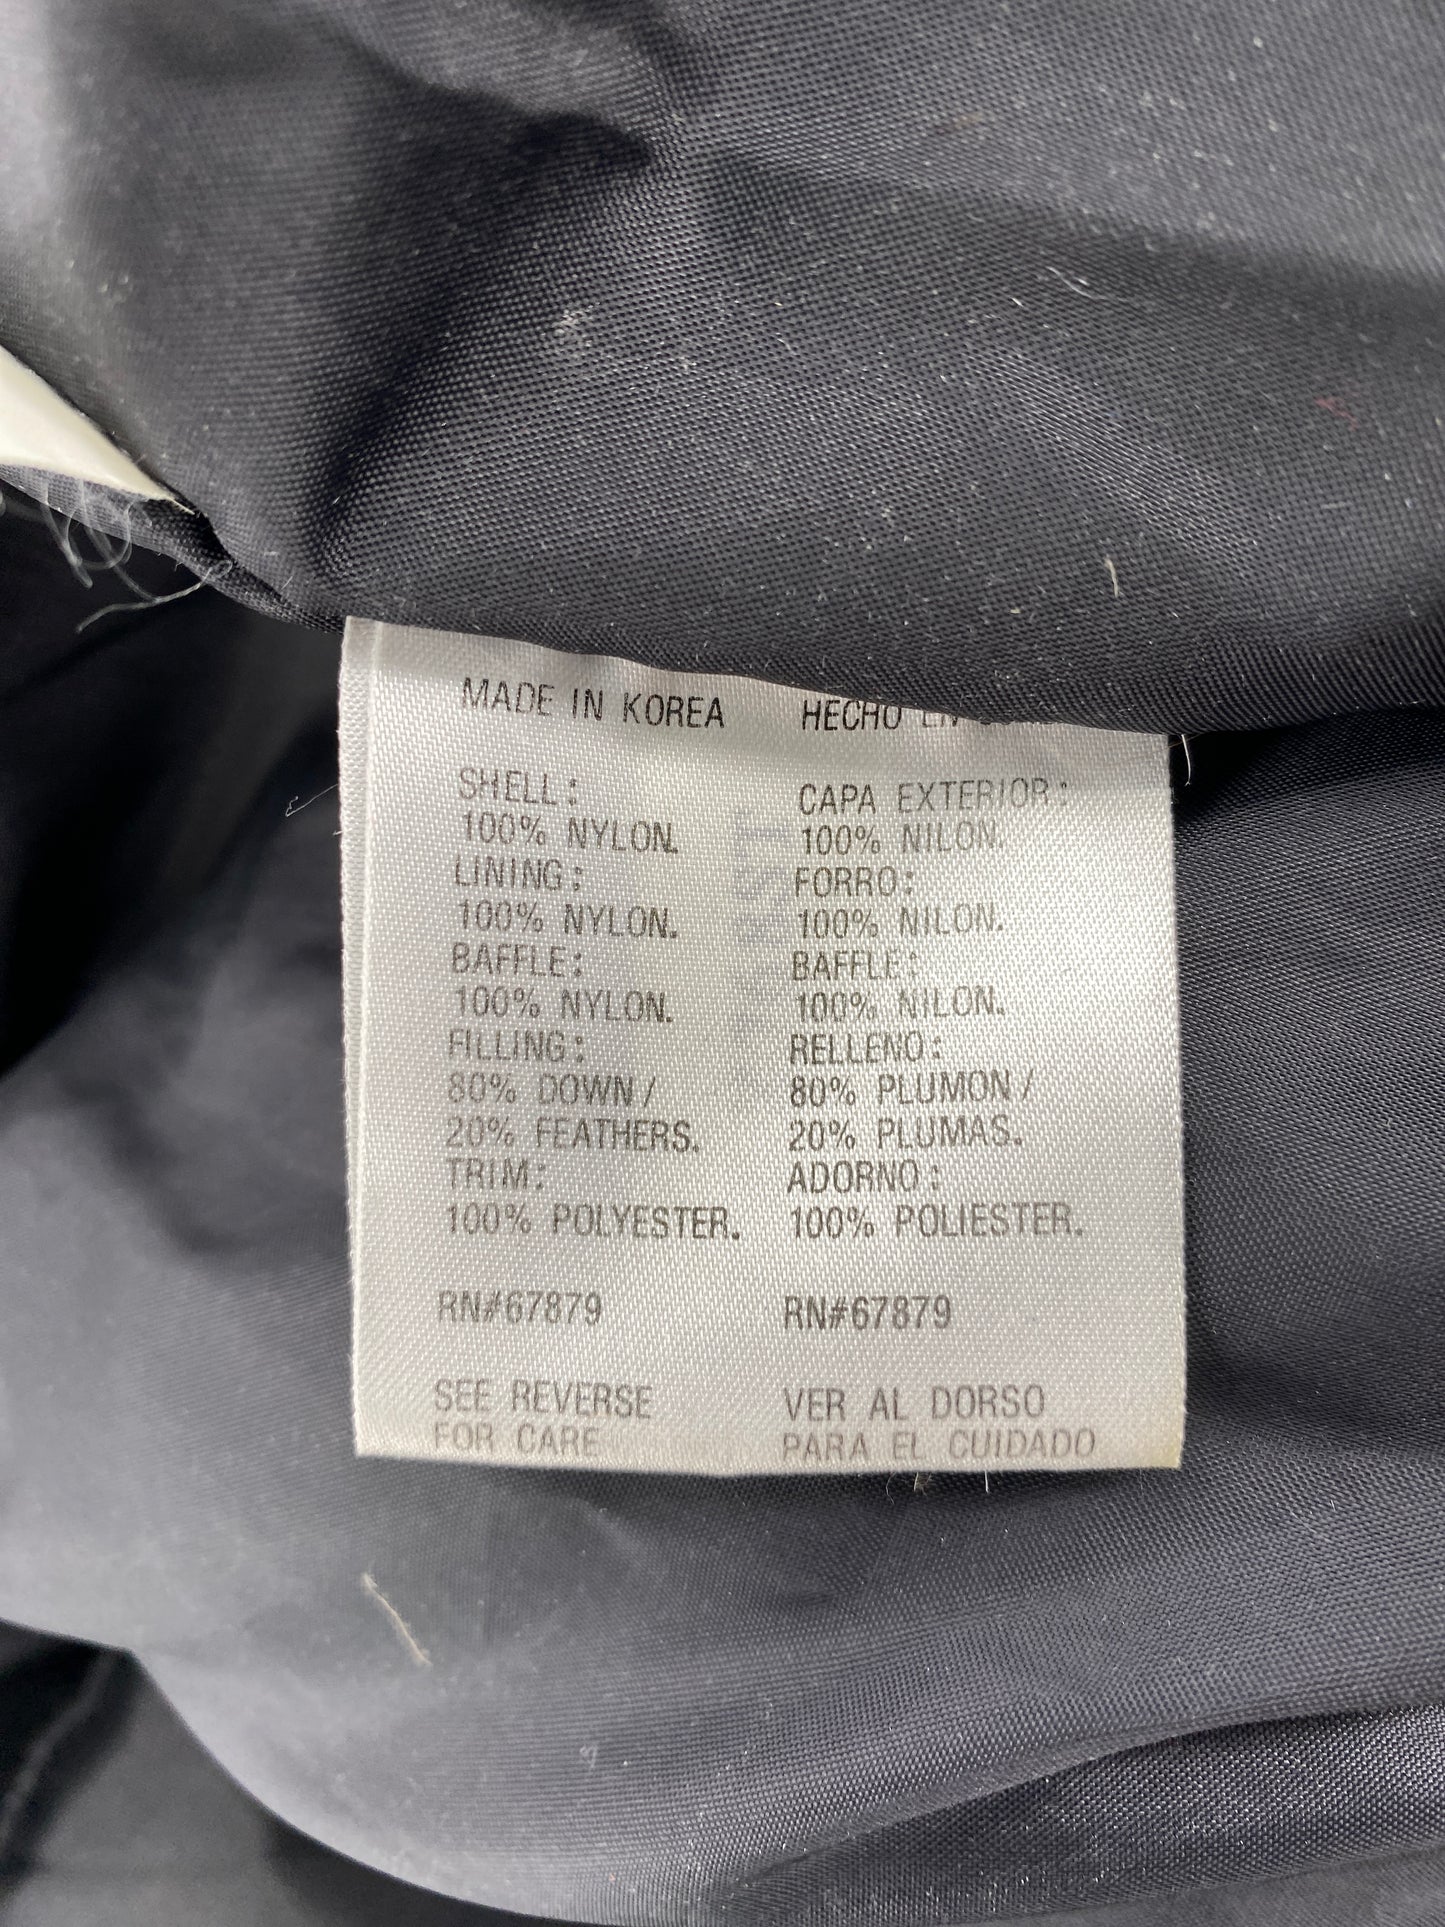 MADE IN KOREA
SHELL:
100% NYLON.
LINING:
100% NYLON.
BAFFLE:
100% NYLON.
FILLING:
80% DOWN/
20% FEATHERS.
TRIM:
100% POLYESTER.
RN#67879
SEE REVERSE
FOR CARE
HECHO EN
CAPA EXTERIOR:
100% NILON.
FORRO:
100% NILON.
BAFFLE:
100% NILON.
RELLENO:
80% PLUMON/
20% PLUMAS.
ADORNO:
100% POLIESTER.
RN#67879
VER AL DORSO
PARA EL CUIDADO